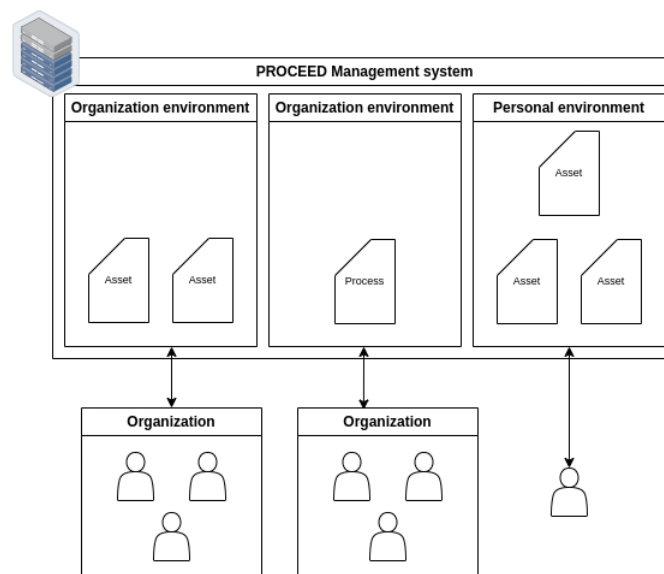 PROCEED Management system
Organization environment
Organization environment
Personal environment
Asset
Asset
Asset
Process
Asset
Asset
Organization
Organization